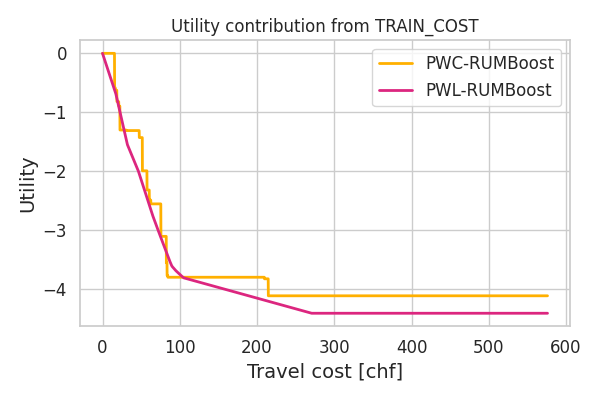 Utility contribution from TRAIN_COST
PWC-RUMBoost
PWL-RUMBoost
Utility
0
−1
−2
−3
−4
0 100 200 300 400 500 600
Travel cost [chf]